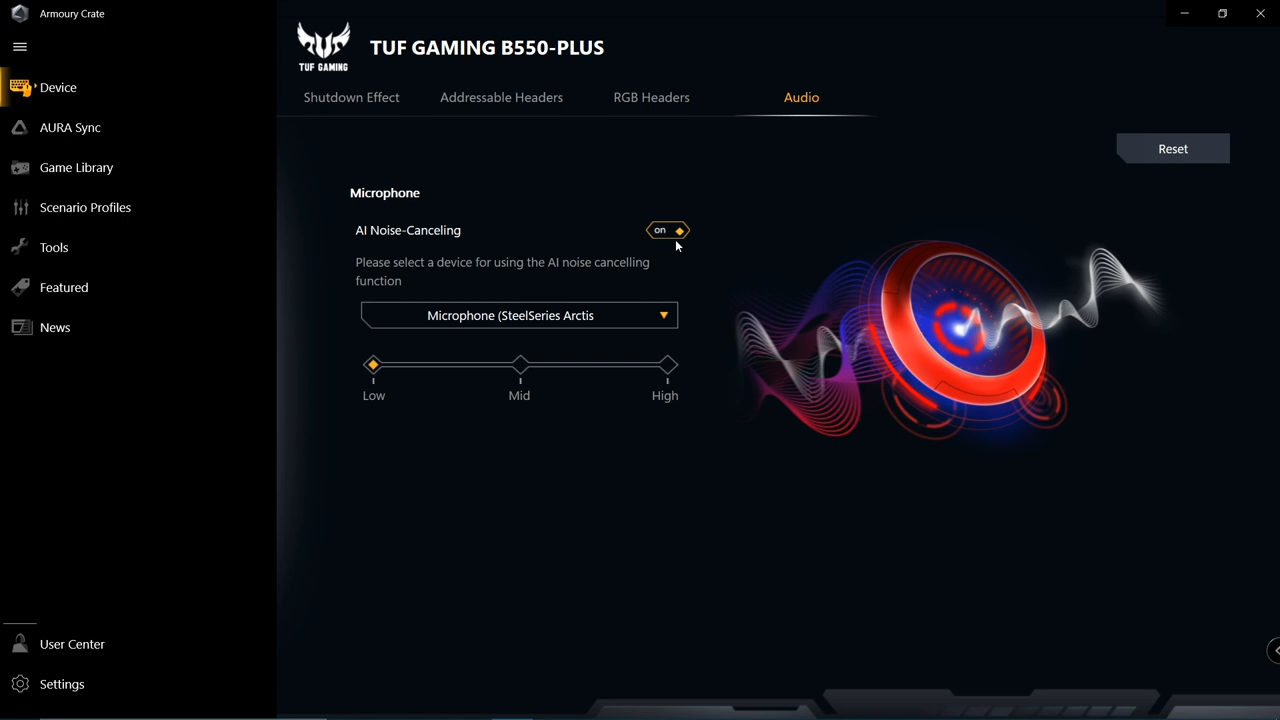 Armoury Crate
TUF GAMING
TUF GAMING B550-PLUS
Device
AURA Sync
Game Library
Scenario Profiles
Tools
Featured
News
User Center
Settings
Shutdown Effect
Addressable Headers
RGB Headers
Audio
Reset
Microphone
AI Noise-Canceling
on
Please select a device for using the AI noise cancelling
function
Microphone (SteelSeries Arctis
Low
Mid
High